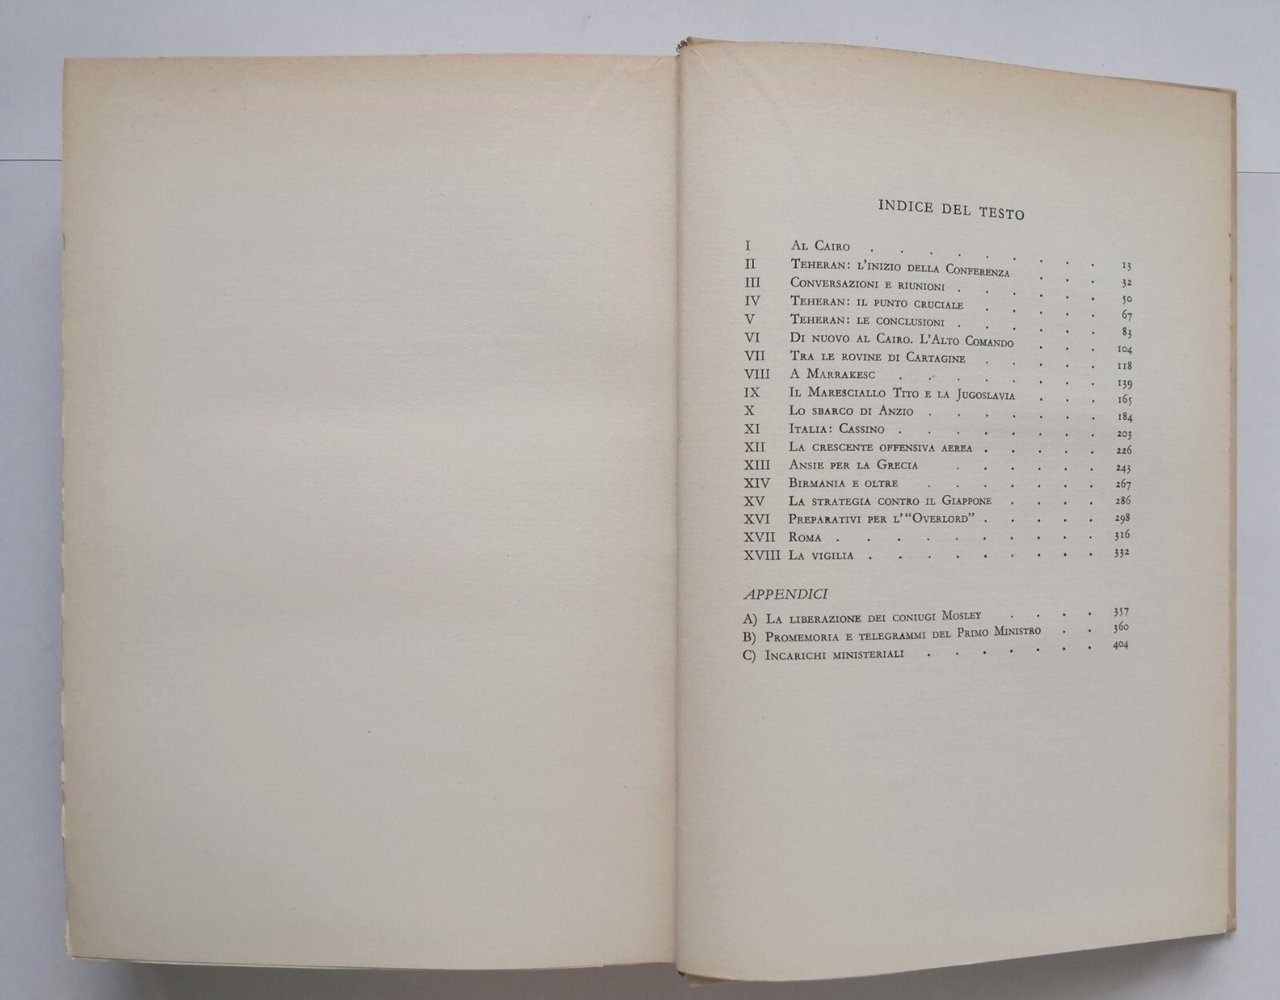 INDICE DEL TESTO
I Al Cairo . . . . . . . . . 13
II Teheran: l'inizio della Conferenza . . . 32
III Conversazioni e riunioni . . . . . . 50
IV Teheran: il punto cruciale . . . . . 67
V Teheran: le conclusioni . . . . . . 83
VI Di nuovo al Cairo. L'Alto Comando . . . 104
VII Tra le rovine di Cartagine . . . . . 118
VIII A Marrakesc . . . . . . . . 139
IX Il Maresciallo Tito e la Jugoslavia . . . 165
X Lo sbarco di Anzio . . . . . . . 184
XI Italia: Cassino . . . . . . . . 203
XII La crescente offensiva aerea . . . . . 226
XIII Ansie per la Grecia . . . . . . 243
XIV Birmania e oltre . . . . . . . 267
XV La strategia contro il Giappone . . . . 286
XVI Preparativi per l'"Overlord" . . . . . 298
XVII Roma . . . . . . . . . . 316
XVIII La vigilia . . . . . . . . . 332
APPENDICI
A) La liberazione dei coniugi Mosley . . . . 357
B) Promemoria e telegrammi del Primo Ministro . . 360
C) Incarichi ministeriali . . . . . . . 404